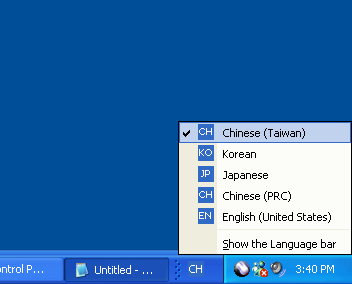 CH Chinese (Taiwan)
KO Korean
JP Japanese
CH Chinese (PRC)
EN English (United States)
Show the Language bar
ontrol P... Untitled - ... CH 3:40 PM